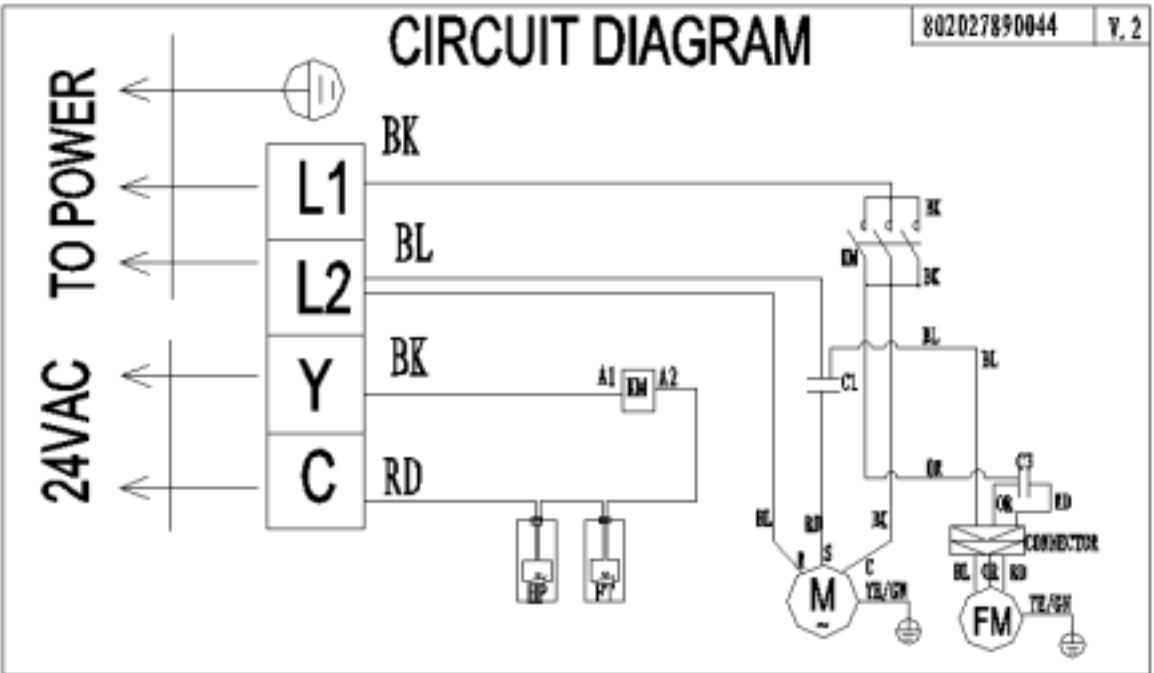 CIRCUIT DIAGRAM
802027890044 V.2
TO POWER
24VAC
L1
L2
Y
C
BK
BL
BK
RD
A1 KM A2
HP
BK
KM
BK
BL
BL
C1
OR
C3
OR RD
CONNECTOR
BL OR RD
FM
YE/GN
BL RD BK
R S C
M
~
YE/GN